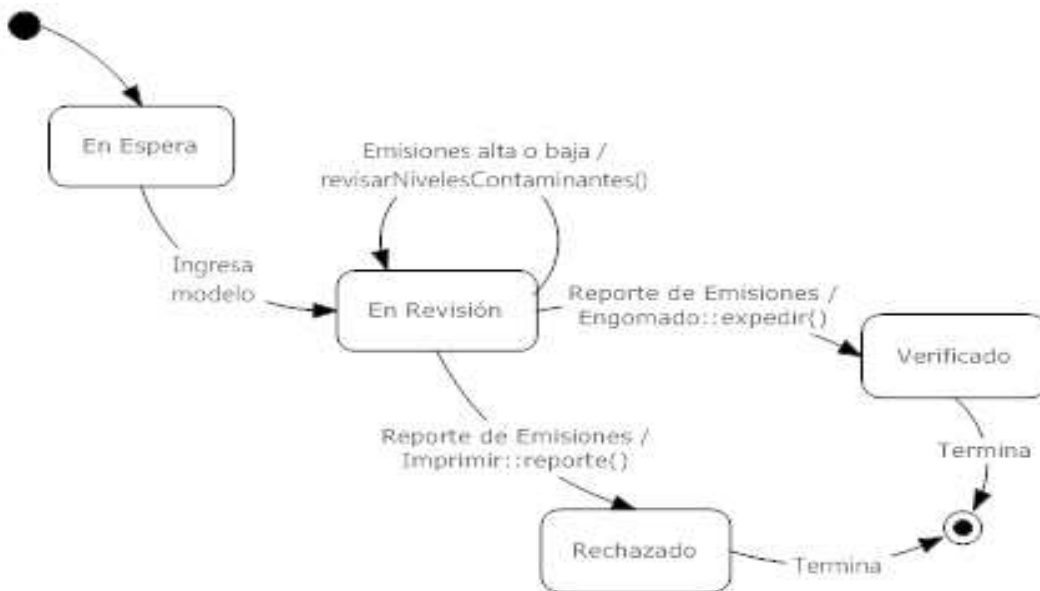 En Espera
Emisiones alta o baja /
revisarNivelesContaminantes()
Ingresa
modelo
En Revisión
Reporte de Emisiones /
Engomado::expedir()
Verificado
Reporte de Emisiones /
Imprimir::reporte()
Termina
Rechazado
Termina